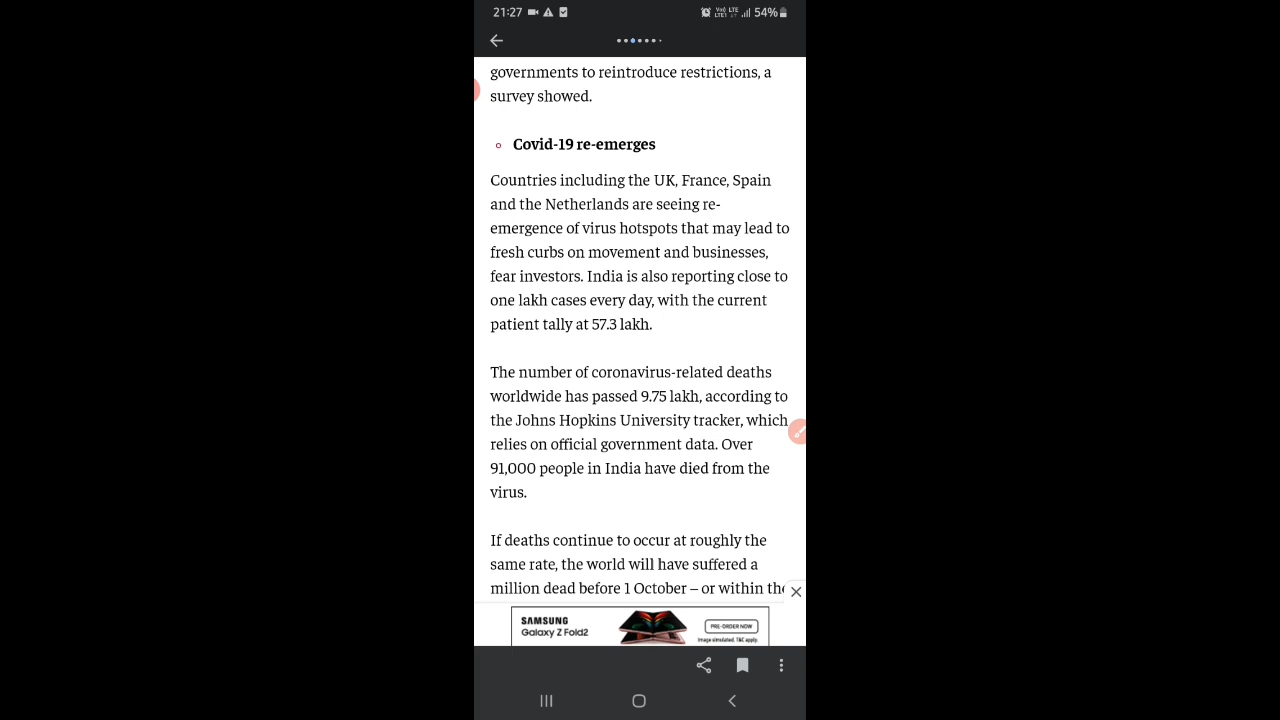 21:27
Vo) LTE
LTE1
54%
governments to reintroduce restrictions, a
survey showed.
Covid-19 re-emerges
Countries including the UK, France, Spain
and the Netherlands are seeing re-
emergence of virus hotspots that may lead to
fresh curbs on movement and businesses,
fear investors. India is also reporting close to
one lakh cases every day, with the current
patient tally at 57.3 lakh.
The number of coronavirus-related deaths
worldwide has passed 9.75 lakh, according to
the Johns Hopkins University tracker, which
relies on official government data. Over
91,000 people in India have died from the
virus.
If deaths continue to occur at roughly the
same rate, the world will have suffered a
million dead before 1 October – or within the
SAMSUNG
Galaxy Z Fold2
PRE-ORDER NOW
Image simulated. T&C apply.